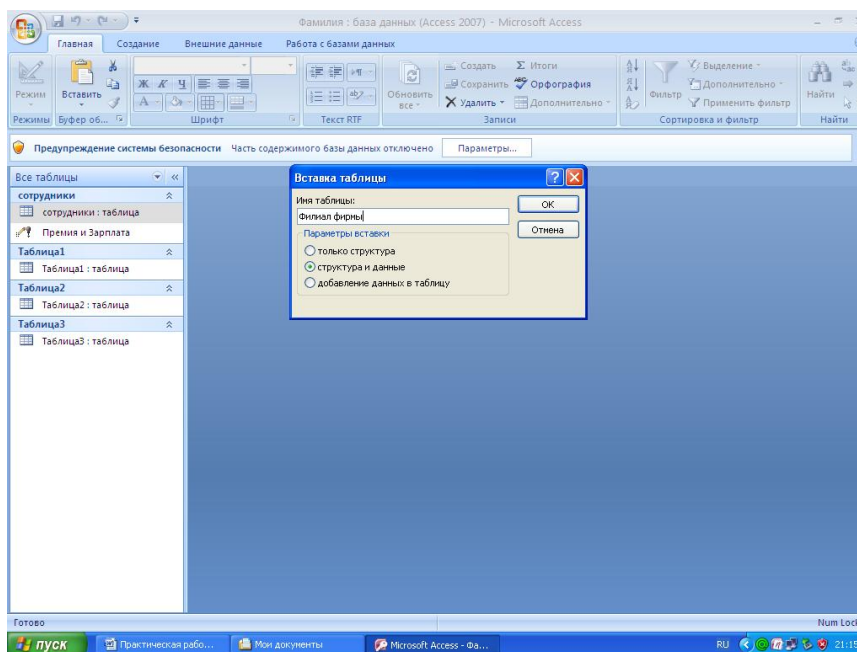 Фамилия : база данных (Access 2007) - Microsoft Access
Главная Создание Внешние данные Работа с базами данных
Режим
Вставить
Ж К Ч
А
ab
Обновить все
Создать
Сохранить
Удалить
Σ Итоги
Орфография
Дополнительно
Фильтр
Выделение
Дополнительно
Применить фильтр
Найти
Режимы Буфер об... Шрифт Текст RTF Записи Сортировка и фильтр Найти
Предупреждение системы безопасности Часть содержимого базы данных отключено Параметры...
Все таблицы
сотрудники
сотрудники : таблица
Премия и Зарплата
Таблица1
Таблица1 : таблица
Таблица2
Таблица2 : таблица
Таблица3
Таблица3 : таблица
Вставка таблицы
Имя таблицы:
Филиал фирмы
Параметры вставки
только структура
структура и данные
добавление данных в таблицу
ОК
Отмена
Готово Num Lock
пуск Практическая рабо... Мои документы Microsoft Access - Фа... RU 21:15